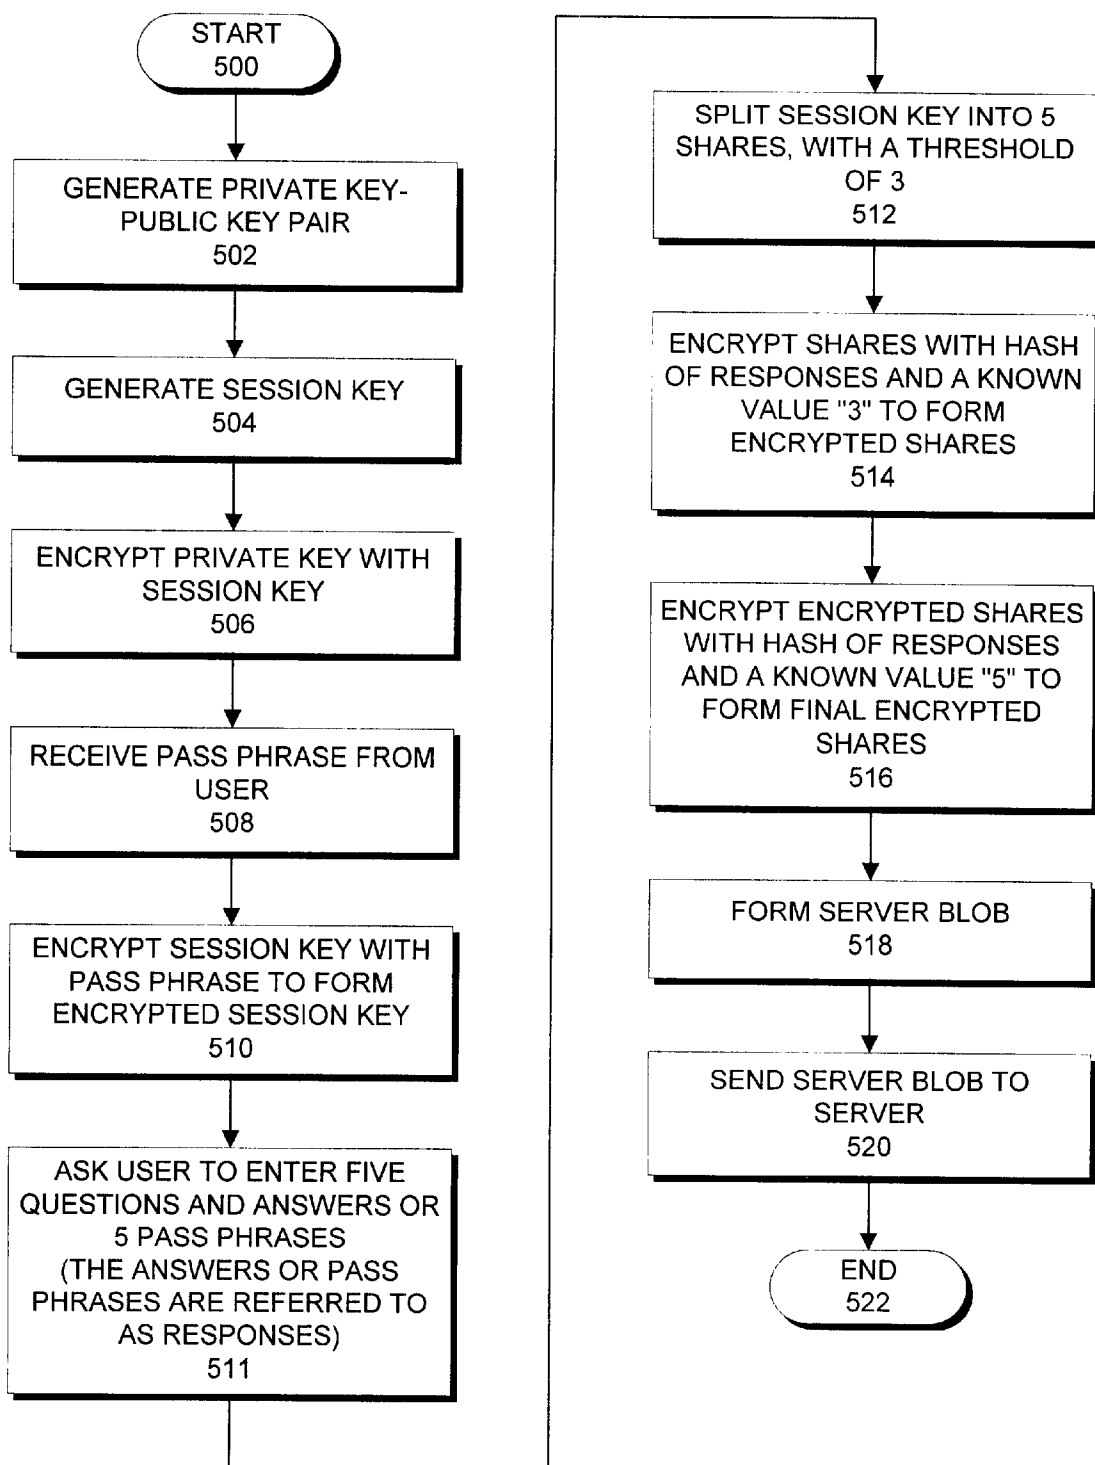 START
500
GENERATE PRIVATE KEY-
PUBLIC KEY PAIR
502
GENERATE SESSION KEY
504
ENCRYPT PRIVATE KEY WITH
SESSION KEY
506
RECEIVE PASS PHRASE FROM
USER
508
ENCRYPT SESSION KEY WITH
PASS PHRASE TO FORM
ENCRYPTED SESSION KEY
510
ASK USER TO ENTER FIVE
QUESTIONS AND ANSWERS OR
5 PASS PHRASES
(THE ANSWERS OR PASS
PHRASES ARE REFERRED TO
AS RESPONSES)
511
SPLIT SESSION KEY INTO 5
SHARES, WITH A THRESHOLD
OF 3
512
ENCRYPT SHARES WITH HASH
OF RESPONSES AND A KNOWN
VALUE "3" TO FORM
ENCRYPTED SHARES
514
ENCRYPT ENCRYPTED SHARES
WITH HASH OF RESPONSES
AND A KNOWN VALUE "5" TO
FORM FINAL ENCRYPTED
SHARES
516
FORM SERVER BLOB
518
SEND SERVER BLOB TO
SERVER
520
END
522